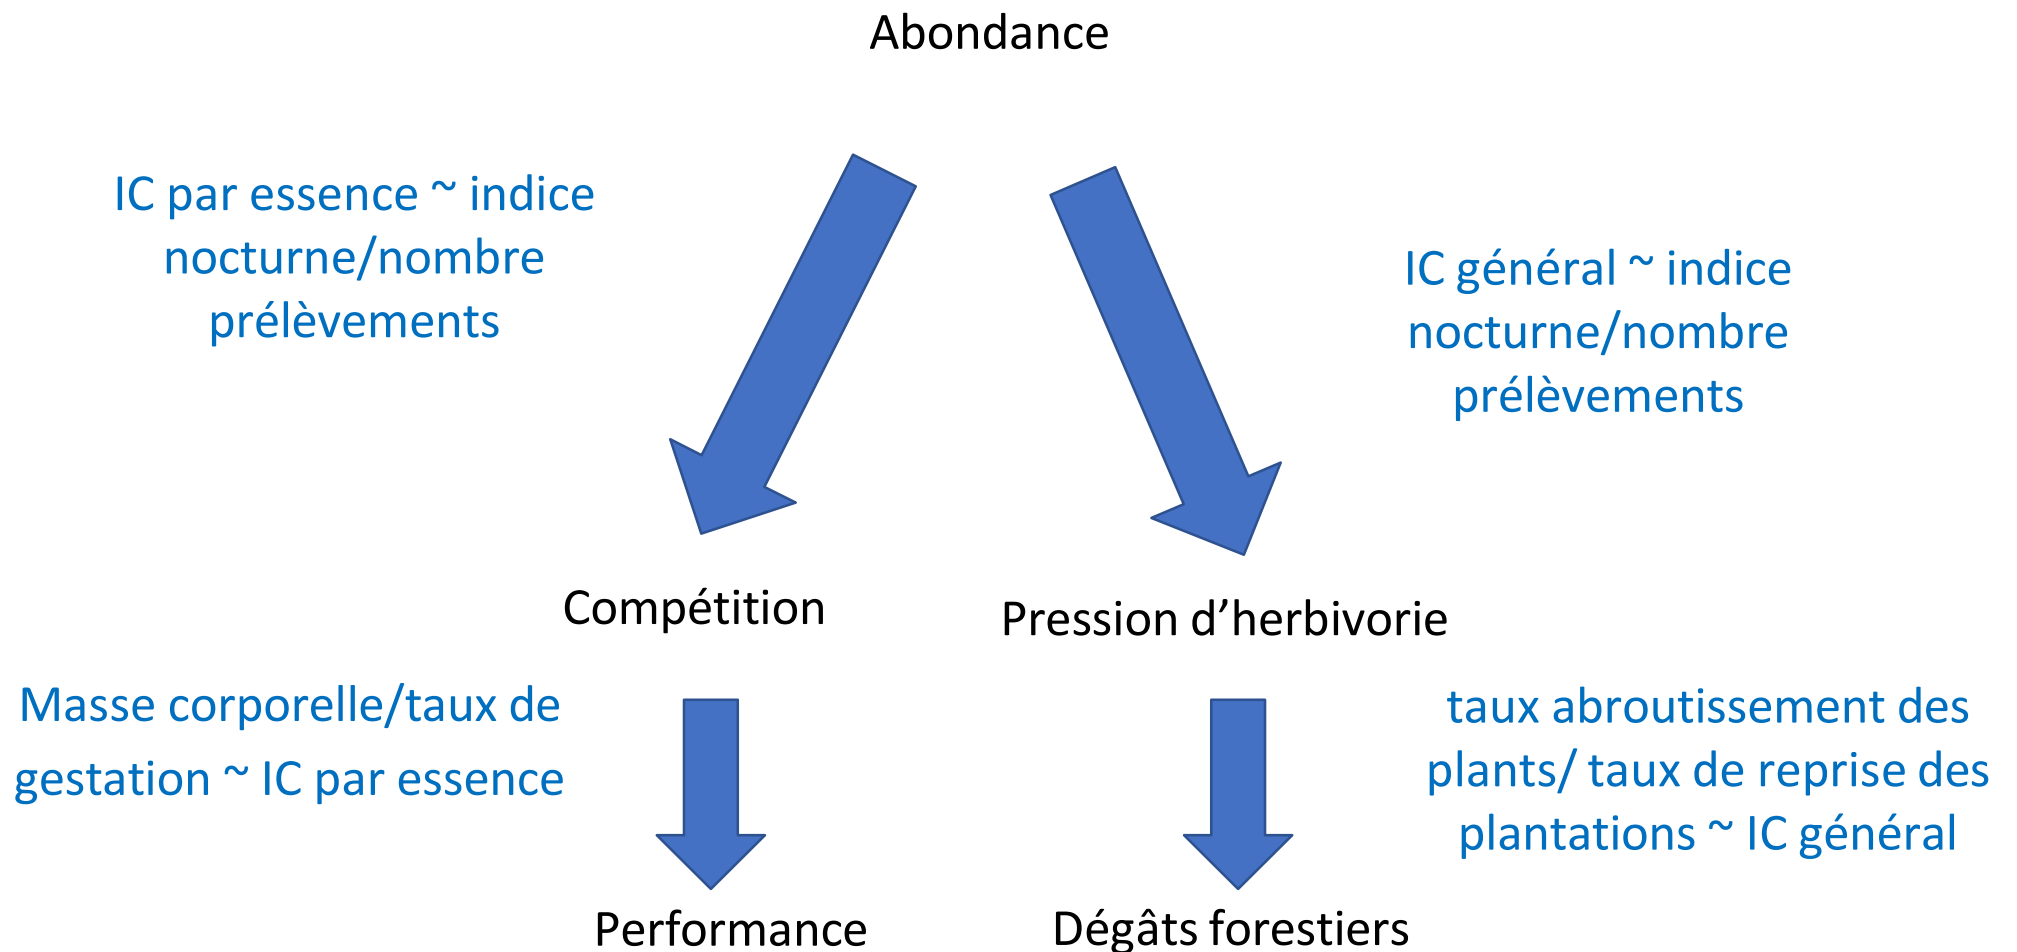 Abondance
IC par essence ~ indice
nocturne/nombre
prélèvements
IC général ~ indice
nocturne/nombre
prélèvements
Compétition
Pression d’herbivorie
Masse corporelle/taux de
gestation ~ IC par essence
taux abroutissement des
plants/ taux de reprise des
plantations ~ IC général
Performance
Dégâts forestiers